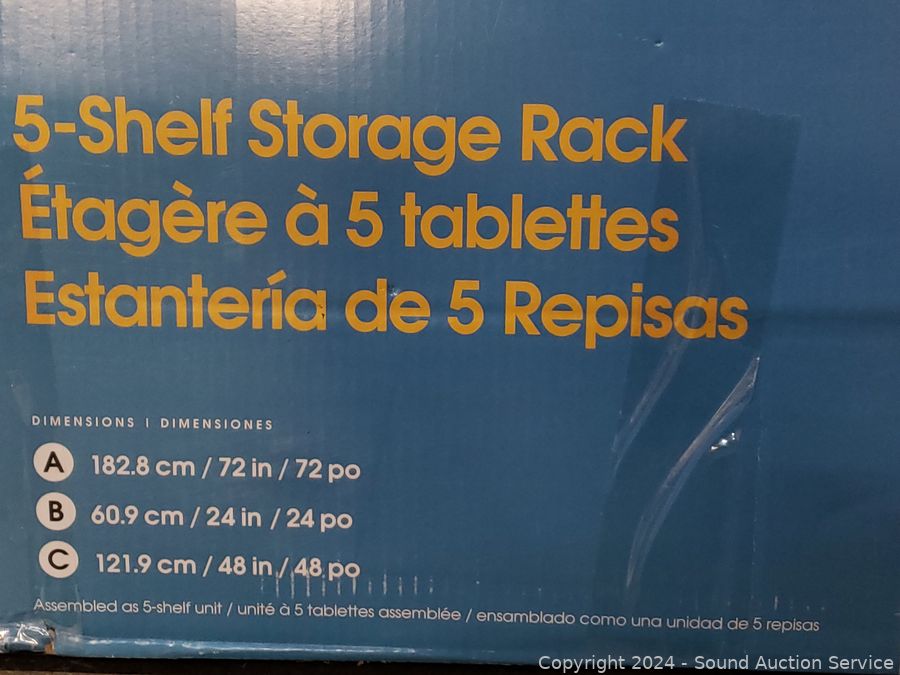 5-Shelf Storage Rack
Étagère à 5 tablettes
Estantería de 5 Repisas
DIMENSIONS | DIMENSIONES
A 182.8 cm / 72 in / 72 po
B 60.9 cm / 24 in / 24 po
C 121.9 cm / 48 in / 48 po
Assembled as 5-shelf unit / unité à 5 tablettes assemblée / ensamblado como una unidad de 5 repisas
Copyright 2024 - Sound Auction Service